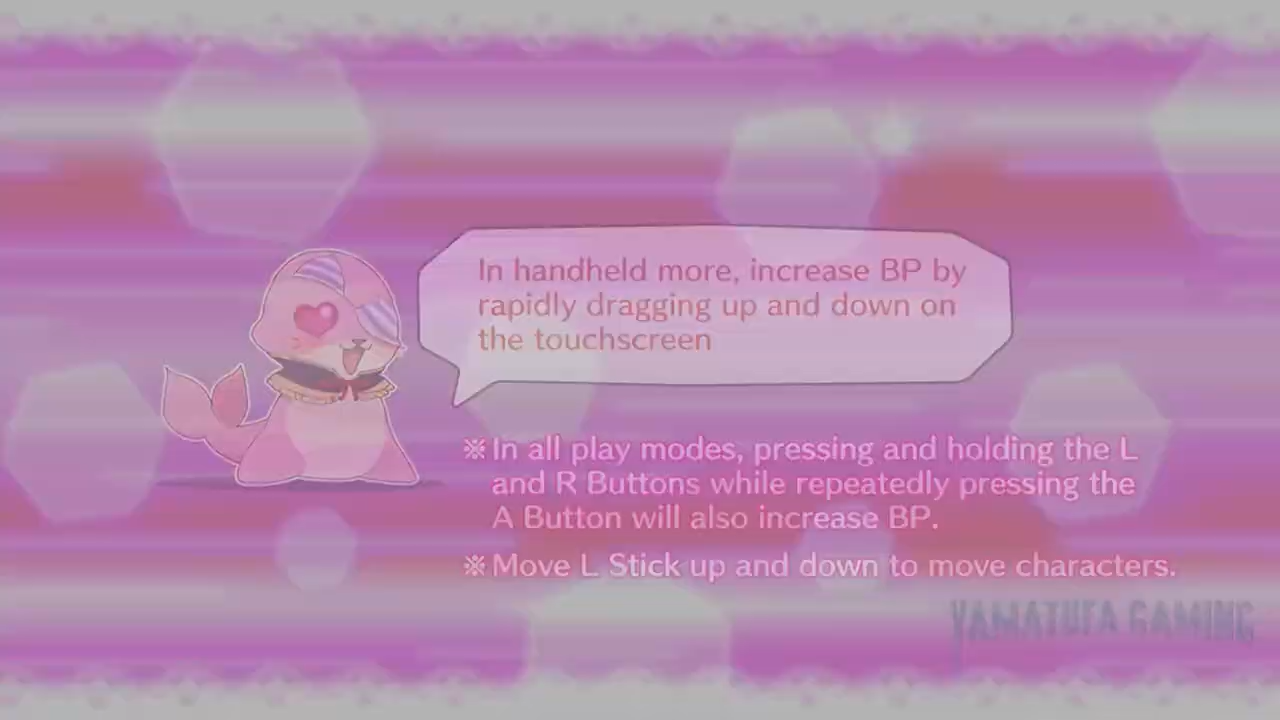 In handheld more, increase BP by
rapidly dragging up and down on
the touchscreen
※In all play modes, pressing and holding the L
and R Buttons while repeatedly pressing the
A Button will also increase BP.
※Move L Stick up and down to move characters.
YAMATUFA GAMING